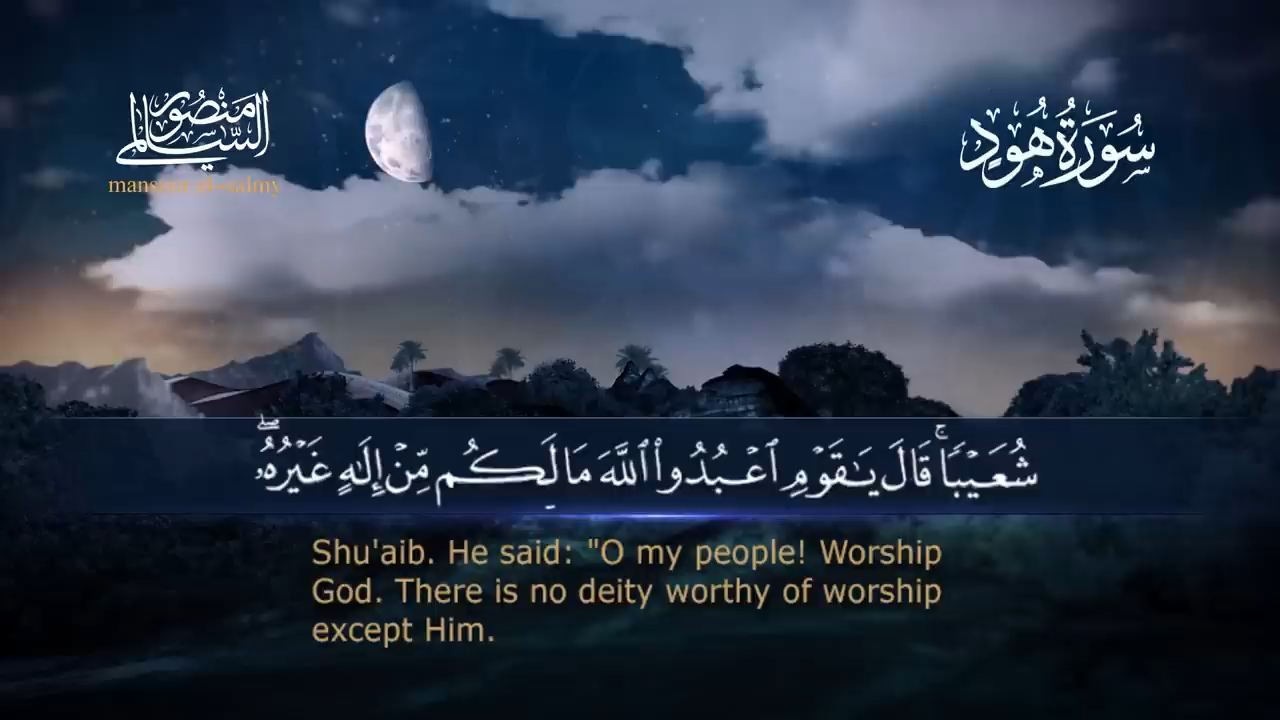 منصور السالمي
mansour al-salmy
سُورَةُ هُودٍ
شُعَيْبًاۚ قَالَ يَـٰقَوْمِ ٱعْبُدُوا۟ ٱللَّهَ مَا لَكُم مِّنْ إِلَـٰهٍ غَيْرُهُۥۖ
Shu'aib. He said: "O my people! Worship
God. There is no deity worthy of worship
except Him.